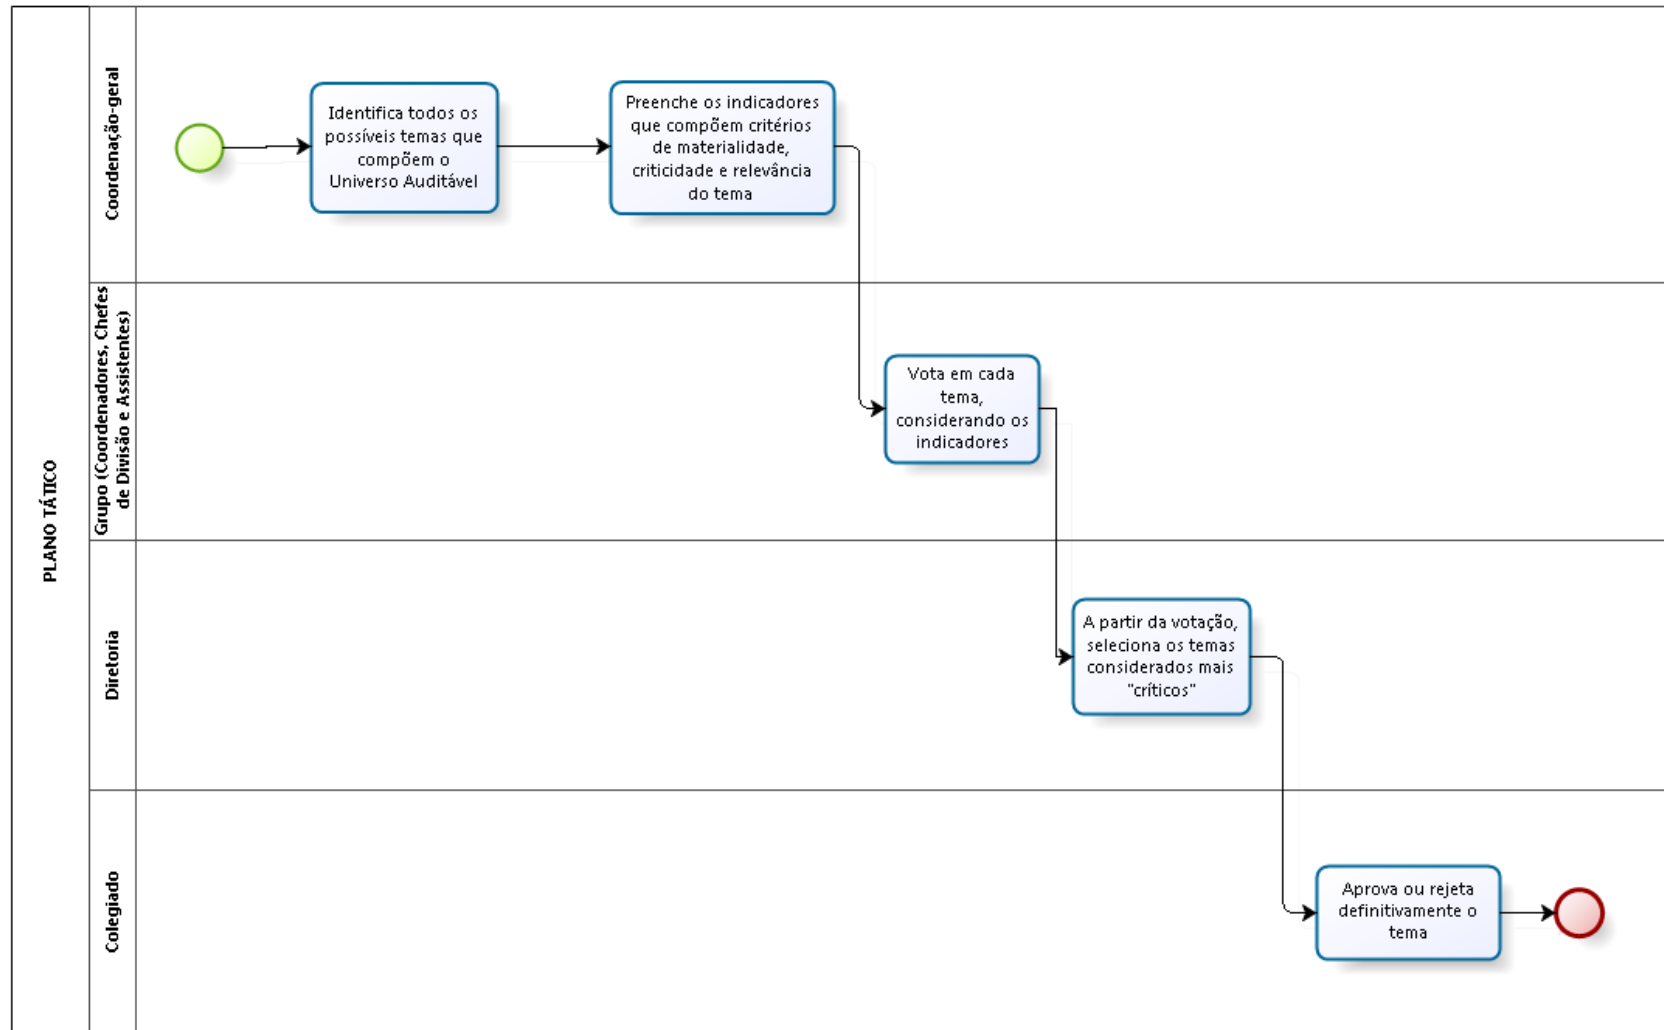 PLANO TÁTICO
Coordenação-geral
Identifica todos os
possíveis temas que
compõem o
Universo Auditável
Preenche os indicadores
que compõem critérios
de materialidade,
criticidade e relevância
do tema
Grupo (Coordenadores, Chefes
de Divisão e Assistentes)
Vota em cada
tema,
considerando os
indicadores
Diretoria
A partir da votação,
seleciona os temas
considerados mais
"críticos"
Colegiado
Aprova ou rejeta
definitivamente o
tema